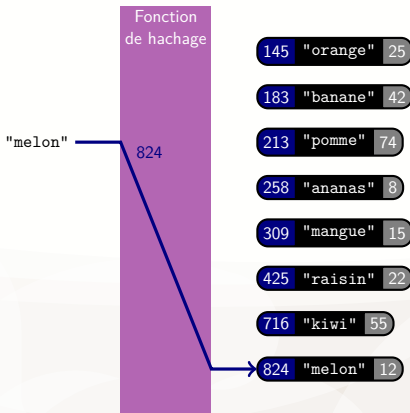 Fonction
de hachage
145 "orange" 25
183 "banane" 42
"melon"
824
213 "pomme" 74
258 "ananas" 8
309 "mangue" 15
425 "raisin" 22
716 "kiwi" 55
824 "melon" 12